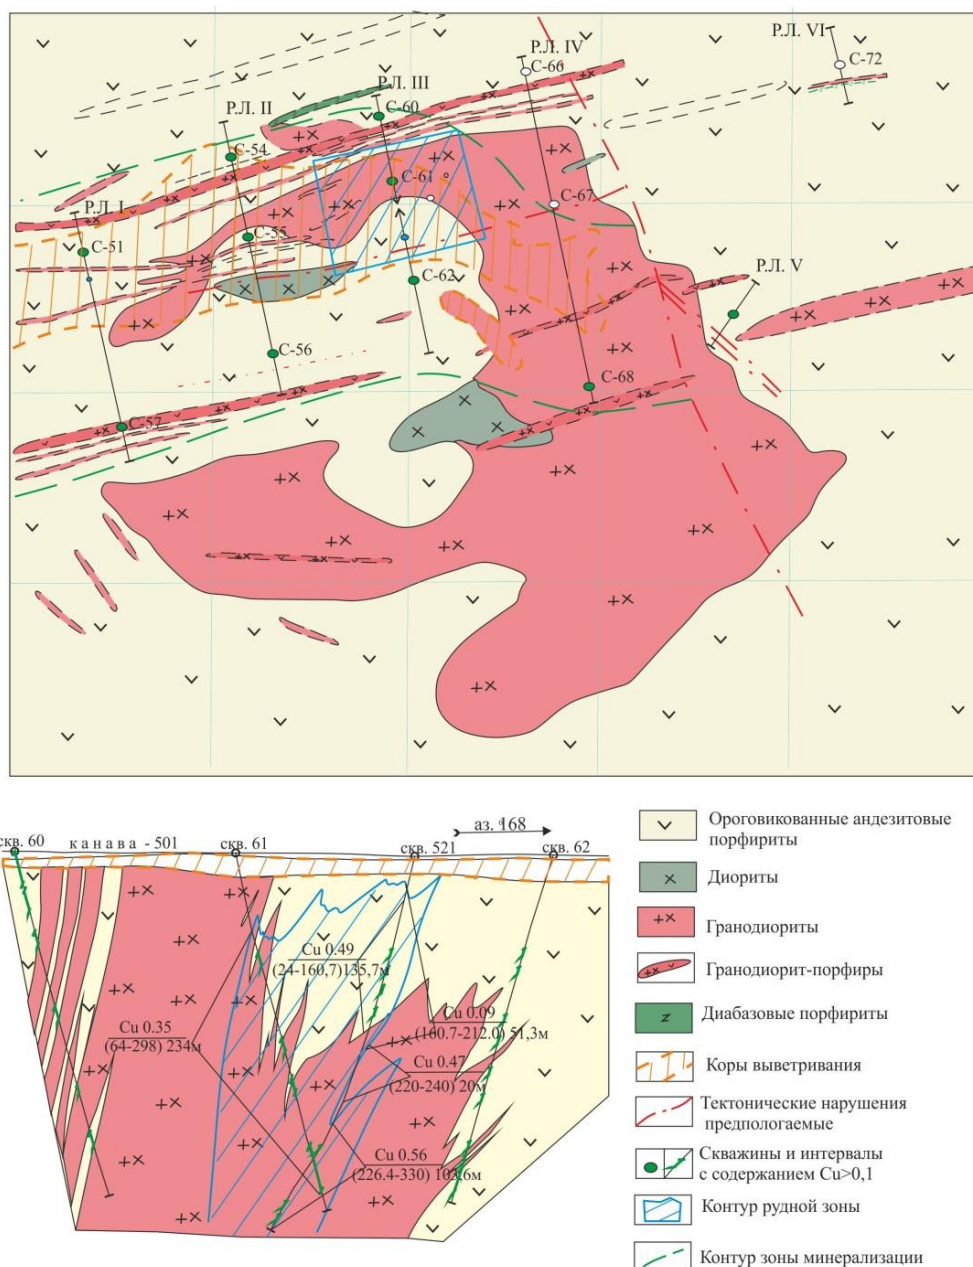 Р.Л. VI
С-72
Р.Л. IV
С-66
Р.Л. III
С-60
Р.Л. II
С-54
С-61
С-67
Р.Л. I
С-55
С-51
Р.Л. V
С-62
С-56
С-68
С-57
аз. 168
скв. 60
канава - 501
скв. 61
скв. 521
скв. 62
Cu 0.49
(24-160,7)135,7м
Cu 0.35
(64-298) 234м
Cu 0.09
(160.7-212.0) 51,3м
Cu 0.47
(220-240) 20м
Cu 0.56
(226.4-330) 103,6м
Ороговикованные андезитовые
порфириты
Диориты
Гранодиориты
Гранодиорит-порфиры
Диабазовые порфириты
Коры выветривания
Тектонические нарушения
предпологаемые
Скважины и интервалы
с содержанием Cu>0,1
Контур рудной зоны
Контур зоны минерализации